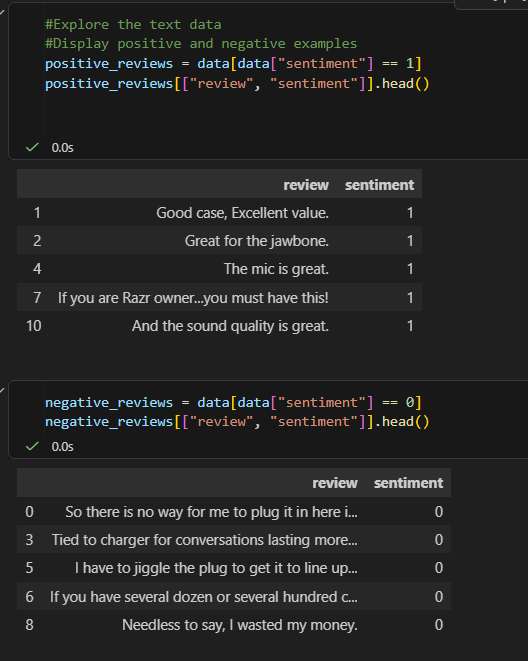 #Explore the text data
#Display positive and negative examples
positive_reviews = data[data["sentiment"] == 1]
positive_reviews[["review", "sentiment"]].head()
0.0s
review sentiment
1 Good case, Excellent value. 1
2 Great for the jawbone. 1
4 The mic is great. 1
7 If you are Razr owner...you must have this! 1
10 And the sound quality is great. 1
negative_reviews = data[data["sentiment"] == 0]
negative_reviews[["review", "sentiment"]].head()
0.0s
review sentiment
0 So there is no way for me to plug it in here i... 0
3 Tied to charger for conversations lasting more... 0
5 I have to jiggle the plug to get it to line up... 0
6 If you have several dozen or several hundred c... 0
8 Needless to say, I wasted my money. 0